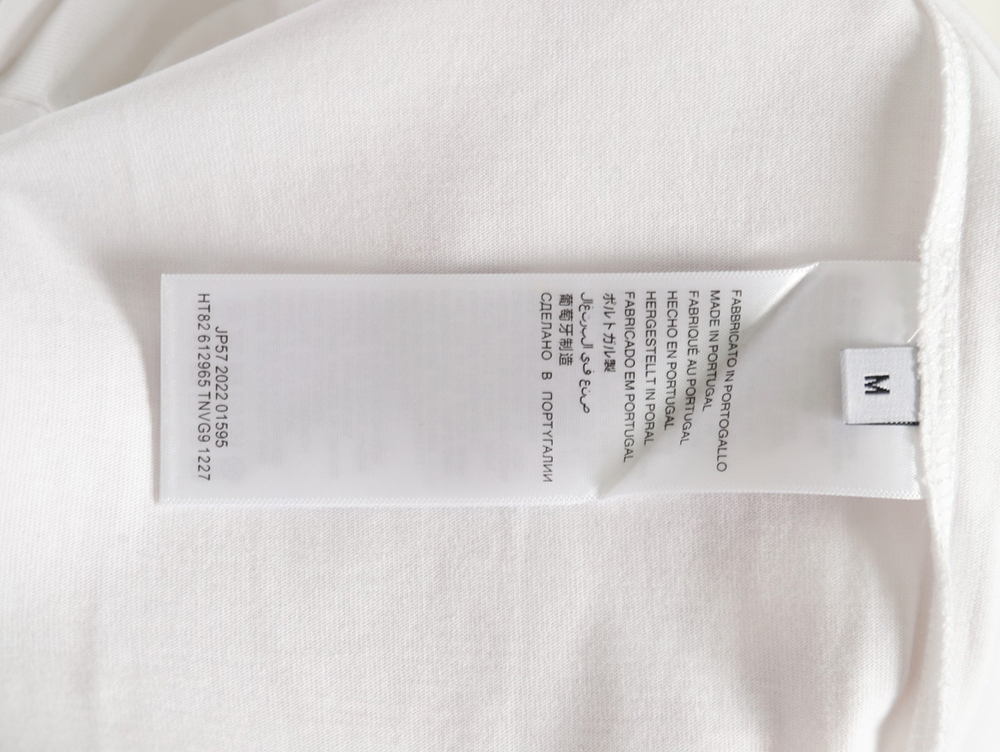 M
FABBRICATO IN PORTOGALLO
MADE IN PORTUGAL
FABRIQUÉ AU PORTUGAL
HECHO EN PORTUGAL
HERGESTELLT IN PORAL
FABRICADO EM PORTUGAL
ポルトガル製
صنع في البرتغال
葡萄牙制造
СДЕЛАНО В ПОРТУГАЛИИ
JP57 2022 01595
HT82 612965 TNVG9 1227